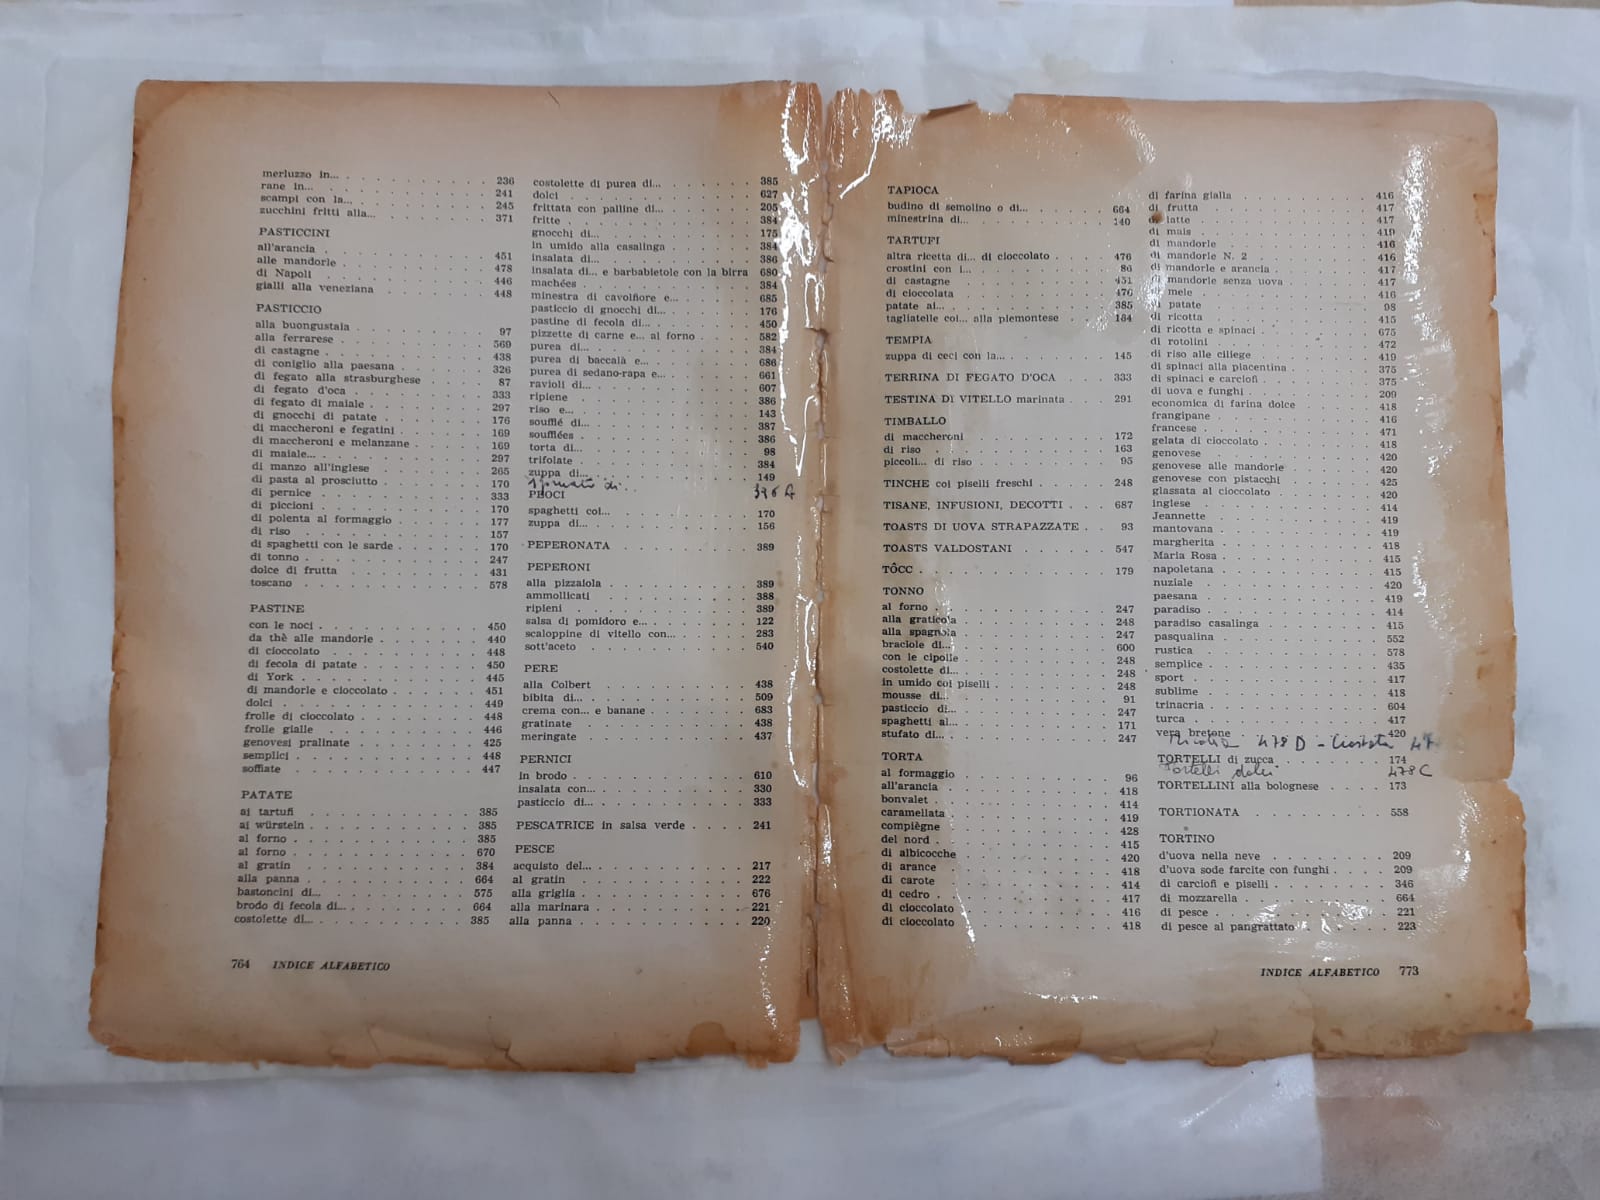 merluzzo in... 236
rane in... 241
scampi con la... 245
zucchini fritti alla... 371
PASTICCINI
all'arancia 451
alle mandorle 478
di Napoli 446
gialli alla veneziana 448
PASTICCIO
alla buongustaia 97
alla ferrarese 569
di castagne 438
di coniglio alla paesana 326
di fegato alla strasburghese 87
di fegato d'oca 333
di fegato di maiale 297
di gnocchi di patate 176
di maccheroni e fegatini 169
di maccheroni e melanzane 169
di maiale... 297
di manzo all'inglese 265
di pasta al prosciutto 170
di pernice 333
di piccioni 170
di polenta al formaggio 177
di riso 157
di spaghetti con le sarde 170
di tonno 247
dolce di frutta 431
toscano 578
PASTINE
con le noci 450
da thè alle mandorle 440
di cioccolato 448
di fecola di patate 450
di York 445
di mandorle e cioccolato 451
dolci 449
frolle di cioccolato 448
frolle gialle 446
genovesi pralinate 425
semplici 448
soffiate 447
PATATE
ai tartufi 385
ai würstein 385
al forno 385
al forno 670
al gratin 384
alla panna 664
bastoncini di... 575
brodo di fecola di... 664
costolette di... 385
764 INDICE ALFABETICO
costolette di purea di... 385
dolci 627
frittata con palline di... 205
fritte 384
gnocchi di... 175
in umido alla casalinga 384
insalata di... 386
insalata di... e barbabietole con la birra 680
machées 384
minestra di cavolfiore e... 685
pasticcio di gnocchi di... 176
pastine di fecola di... 450
pizzette di carne e... al forno 582
purea di... 384
purea di baccalà e... 686
purea di sedano-rapa e... 661
ravioli di... 607
ripiene 386
riso e... 143
soufflé di... 387
soufflées 386
torta di... 98
trifolate 384
zuppa di... 149
sformato di.. 376 A
PEOCI
spaghetti coi... 170
zuppa di... 156
PEPERONATA 389
PEPERONI
alla pizzaiola 389
ammollicati 388
ripieni 389
salsa di pomidoro e... 122
scaloppine di vitello con... 283
sott'aceto 540
PERE
alla Colbert 438
bibita di... 509
crema con... e banane 683
gratinate 438
meringate 437
PERNICI
in brodo 610
insalata con... 330
pasticcio di... 333
PESCATRICE in salsa verde 241
PESCE
acquisto del... 217
al gratin 222
alla griglia 676
alla marinara 221
alla panna 220
TAPIOCA
budino di semolino o di... 664
minestrina di... 140
TARTUFI
altra ricetta di... di cioccolato 476
crostini con i... 86
di castagne 451
di cioccolata 476
patate ai... 385
tagliatelle coi... alla piemontese 184
TEMPIA
zuppa di ceci con la... 145
TERRINA DI FEGATO D'OCA 333
TESTINA DI VITELLO marinata 291
TIMBALLO
di maccheroni 172
di riso 163
piccoli... di riso 95
TINCHE coi piselli freschi 248
TISANE, INFUSIONI, DECOTTI 687
TOASTS DI UOVA STRAPAZZATE 93
TOASTS VALDOSTANI 547
TÔCC 179
TONNO
al forno 247
alla graticola 248
alla spagnola 247
braciole di... 600
con le cipolle 248
costolette di... 248
in umido coi piselli 248
mousse di... 91
pasticcio di... 247
spaghetti al... 171
stufato di... 247
TORTA
al formaggio 96
all'arancia 418
bonvalet 414
caramellata 419
compiègne 428
del nord 415
di albicocche 420
di arance 418
di carote 414
di cedro 417
di cioccolato 416
di cioccolato 418
di farina gialla 416
di frutta 417
di latte 417
di mais 419
di mandorle 416
di mandorle N. 2 416
di mandorle e arancia 417
di mandorle senza uova 417
di mele 416
di patate 98
di ricotta 415
di ricotta e spinaci 675
di rotolini 472
di riso alle ciliege 419
di spinaci alla piacentina 375
di spinaci e carciofi 375
di uova e funghi 209
economica di farina dolce 418
frangipane 416
francese 471
gelata di cioccolato 418
genovese 420
genovese alle mandorle 420
genovese con pistacchi 425
glassata al cioccolato 420
inglese 414
Jeannette 419
mantovana 419
margherita 418
Maria Rosa 415
napoletana 415
nuziale 420
paesana 419
paradiso 414
paradiso casalinga 415
pasqualina 552
rustica 578
semplice 435
sport 417
sublime 418
trinacria 604
turca 417
vera bretone 420
478 D - 47
TORTELLI di zucca 174
Tortelli dolci 478 C
TORTELLINI alla bolognese 173
TORTIONATA 558
TORTINO
d'uova nella neve 209
d'uova sode farcite con funghi 209
di carciofi e piselli 346
di mozzarella 664
di pesce 221
di pesce al pangrattato 223
INDICE ALFABETICO 773